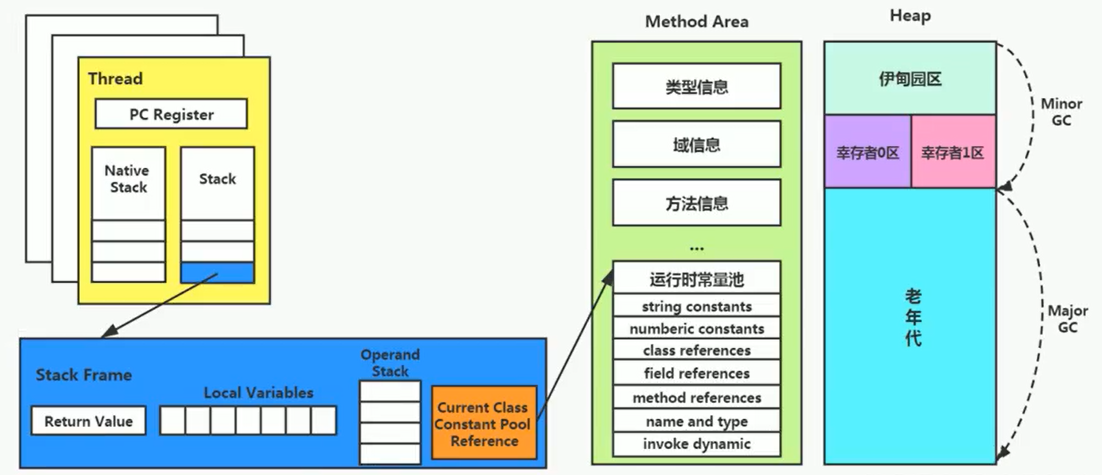 Thread
PC Register
Native
Stack
Stack
Stack Frame
Return Value
Local Variables
Operand
Stack
Current Class
Constant Pool
Reference
Method Area
类型信息
域信息
方法信息
...
运行时常量池
string constants
numberic constants
class references
field references
method references
name and type
invoke dynamic
Heap
伊甸园区
幸存者0区
幸存者1区
老
年
代
Minor
GC
Major
GC